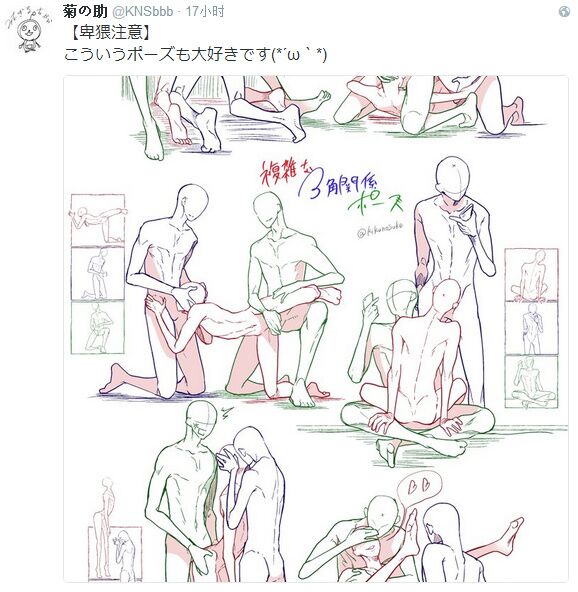 菊の助 @KNSbbb · 17小时
【卑猥注意】
こういうポーズも大好きです(*´ω｀*)
複雑な
3角関係
ポーズ
@kikunosuke